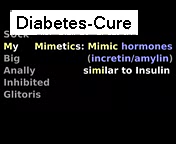 Diabetes-Cure
My Mimetics: Mimic hormones
Big (incretin/amylin)
Anally similar to Insulin
Inhibited
Glitoris